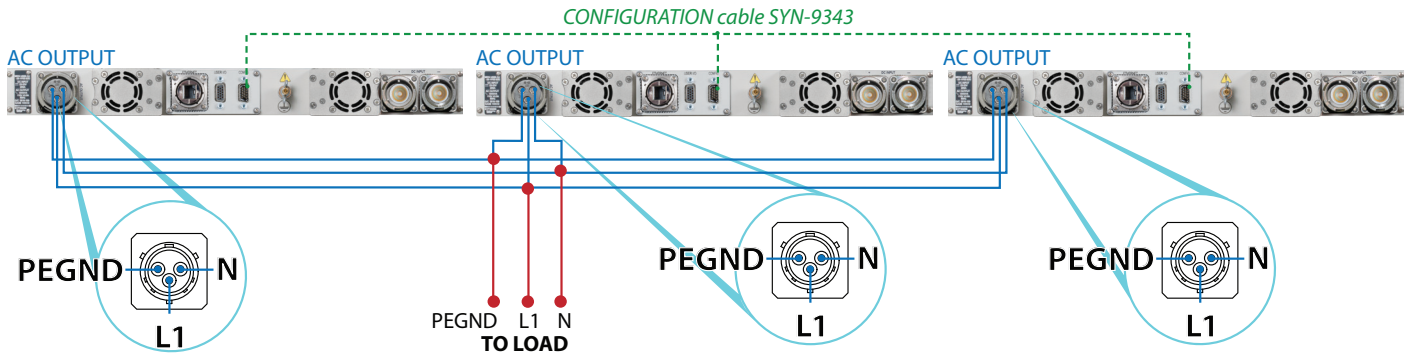 CONFIGURATION cable SYN-9343
AC OUTPUT
AC OUTPUT
AC OUTPUT
PEGND
N
L1
PEGND L1 N
TO LOAD
PEGND
N
L1
PEGND
N
L1